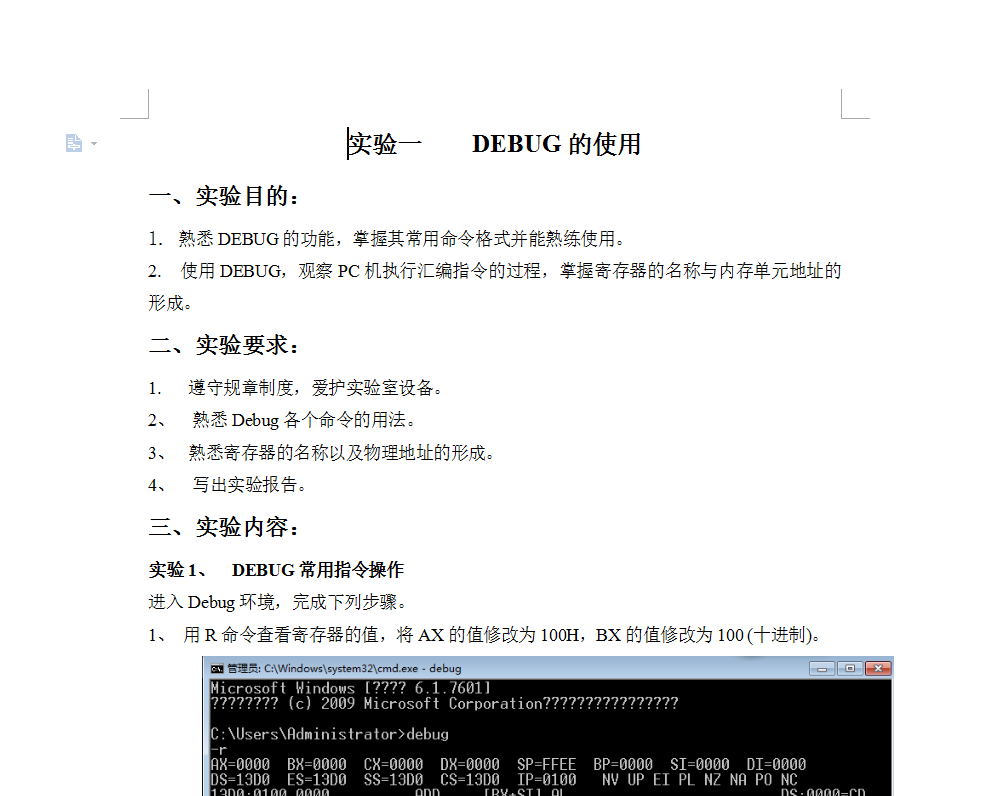 实验一 DEBUG 的使用
一、实验目的：
1. 熟悉 DEBUG 的功能，掌握其常用命令格式并能熟练使用。
2. 使用 DEBUG，观察 PC 机执行汇编指令的过程，掌握寄存器的名称与内存单元地址的
形成。
二、实验要求：
1. 遵守规章制度，爱护实验室设备。
2、 熟悉 Debug 各个命令的用法。
3、 熟悉寄存器的名称以及物理地址的形成。
4、 写出实验报告。
三、实验内容：
实验 1、 DEBUG 常用指令操作
进入 Debug 环境，完成下列步骤。
1、 用 R 命令查看寄存器的值，将 AX 的值修改为 100H，BX 的值修改为 100 (十进制)。
管理员: C:\Windows\system32\cmd.exe - debug
Microsoft Windows [???? 6.1.7601]
???????? (c) 2009 Microsoft Corporation????????????????
C:\Users\Administrator>debug
-r
AX=0000 BX=0000 CX=0000 DX=0000 SP=FFEE BP=0000 SI=0000 DI=0000
DS=13D0 ES=13D0 SS=13D0 CS=13D0 IP=0100 NV UP EI PL NZ NA PO NC
13D0:0100 0000 ADD [BX+SI],AL DS:0000=CD